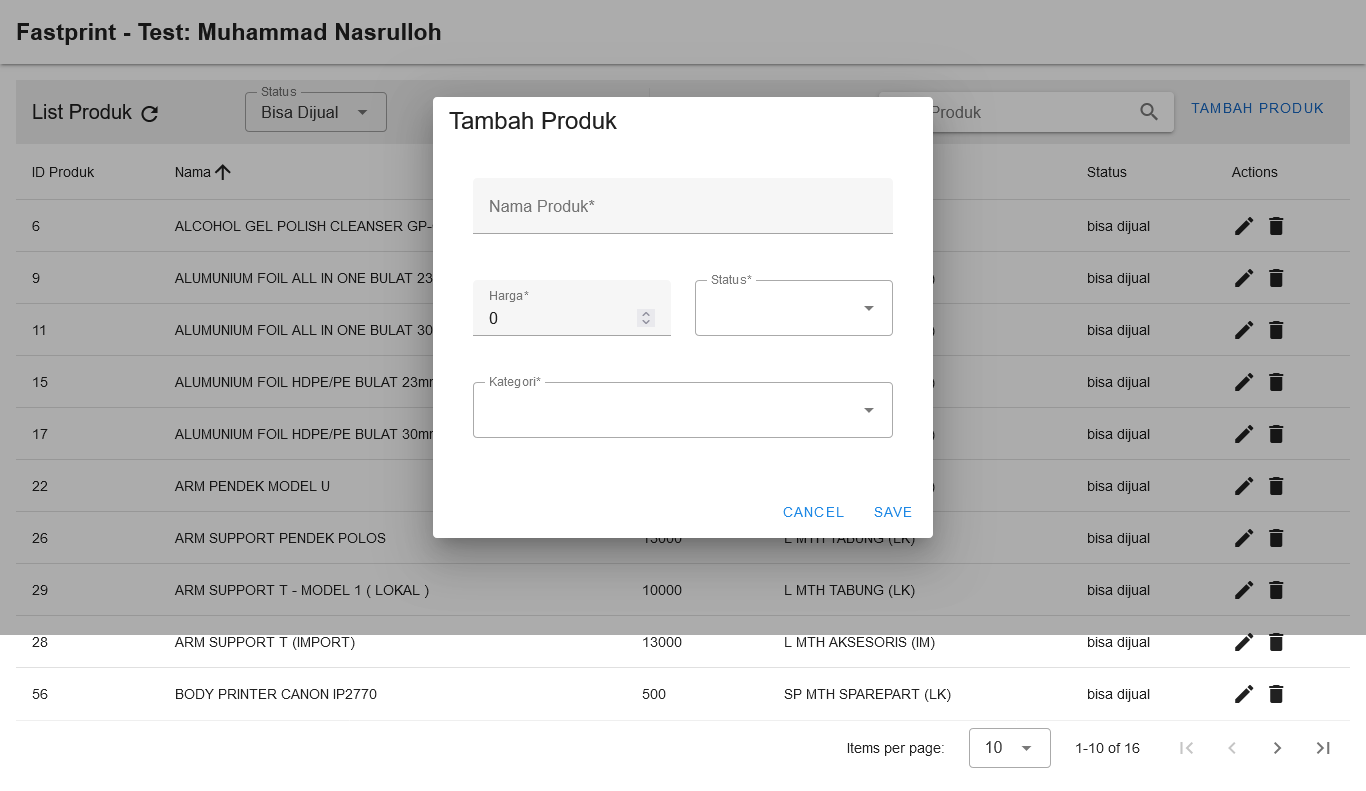 Fastprint - Test: Muhammad Nasrulloh
List Produk
Status
Bisa Dijual
Produk
TAMBAH PRODUK
ID Produk Nama Status Actions
6 ALCOHOL GEL POLISH CLEANSER GP- bisa dijual
9 ALUMUNIUM FOIL ALL IN ONE BULAT 23 bisa dijual
11 ALUMUNIUM FOIL ALL IN ONE BULAT 30 bisa dijual
15 ALUMUNIUM FOIL HDPE/PE BULAT 23mm bisa dijual
17 ALUMUNIUM FOIL HDPE/PE BULAT 30mm bisa dijual
22 ARM PENDEK MODEL U bisa dijual
26 ARM SUPPORT PENDEK POLOS 13000 L MTH TABUNG (LK) bisa dijual
29 ARM SUPPORT T - MODEL 1 ( LOKAL ) 10000 L MTH TABUNG (LK) bisa dijual
28 ARM SUPPORT T (IMPORT) 13000 L MTH AKSESORIS (IM) bisa dijual
56 BODY PRINTER CANON IP2770 500 SP MTH SPAREPART (LK) bisa dijual
Items per page: 10 1-10 of 16
Tambah Produk
Nama Produk*
Harga*
0
Status*
Kategori*
CANCEL SAVE